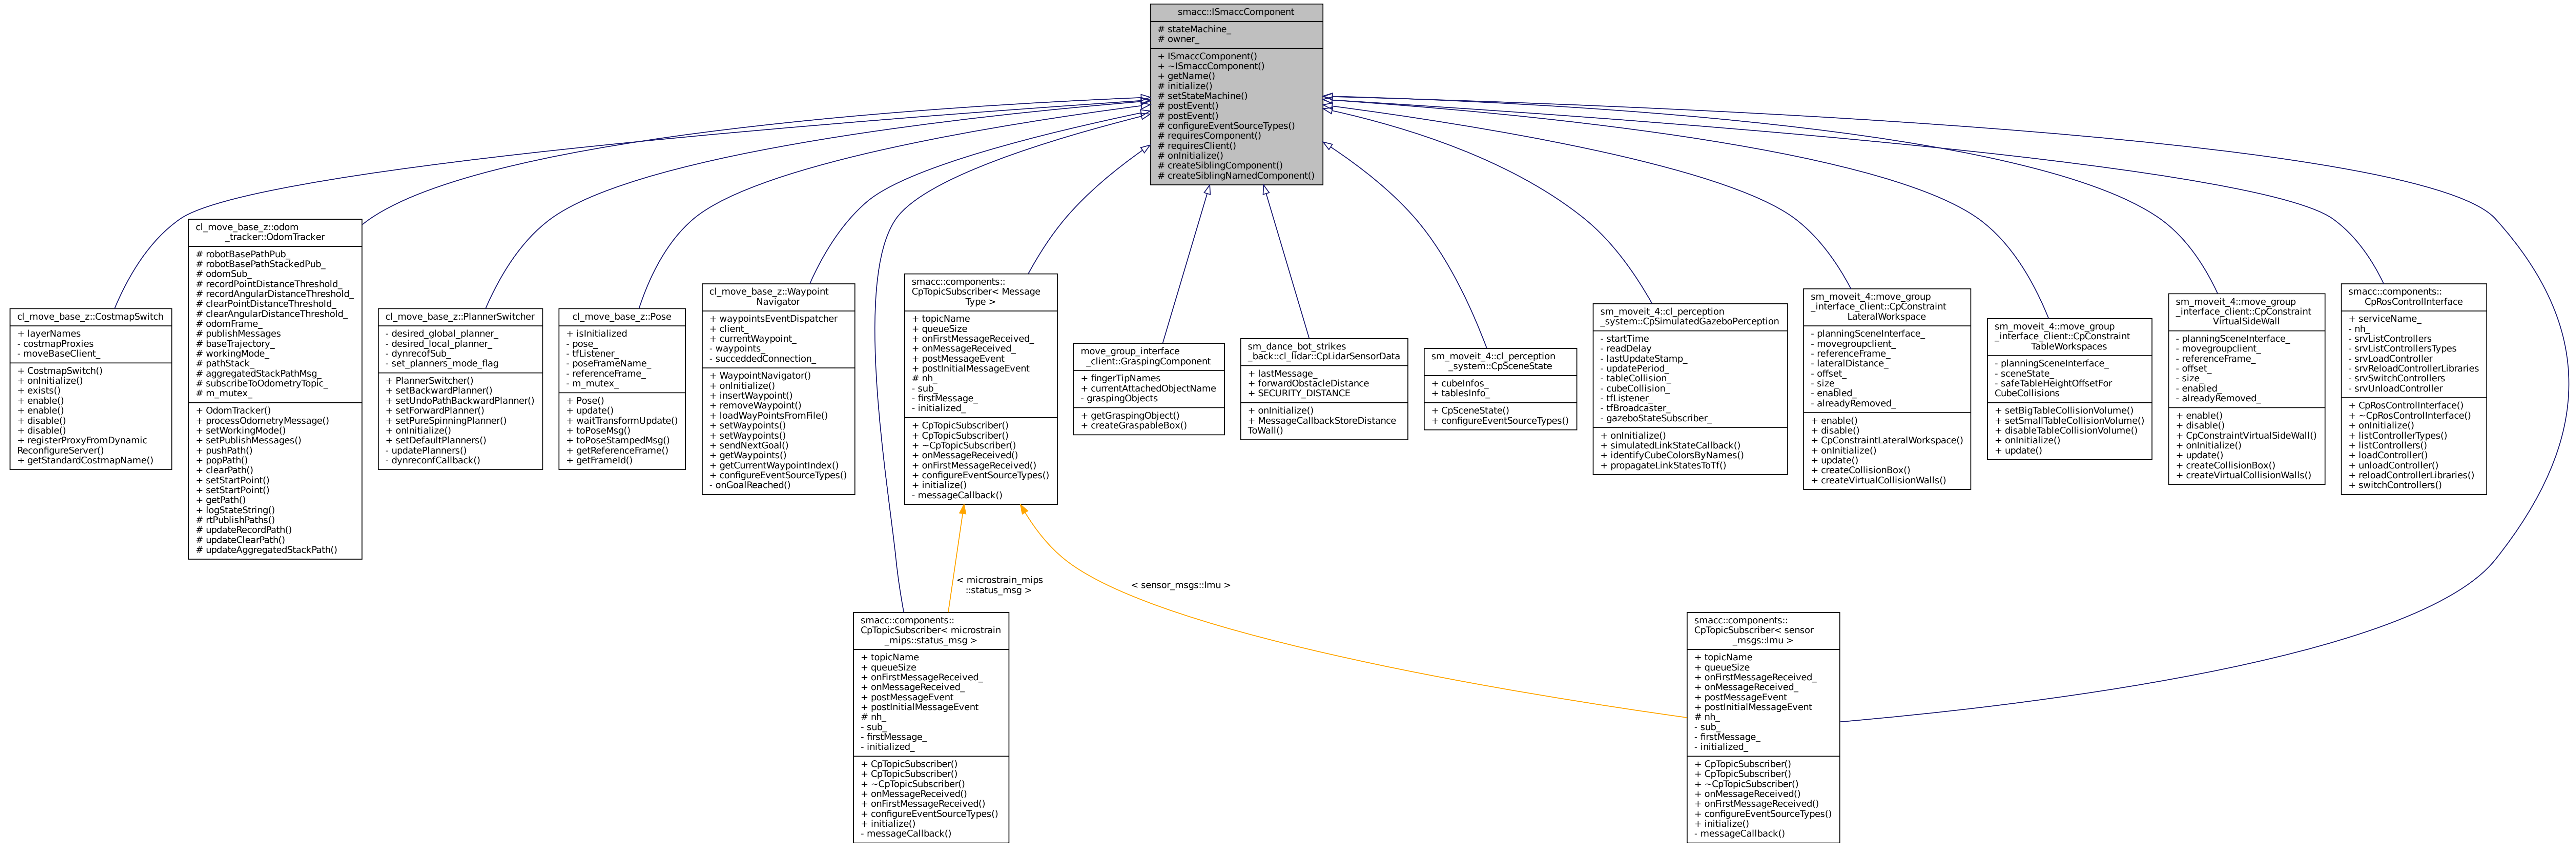 smacc::ISmaccComponent
# stateMachine_
# owner_
+ ISmaccComponent()
+ ~ISmaccComponent()
+ getName()
# initialize()
# setStateMachine()
# postEvent()
# postEvent()
# configureEventSourceTypes()
# requiresComponent()
# requiresClient()
# onInitialize()
# createSiblingComponent()
# createSiblingNamedComponent()
cl_move_base_z::CostmapSwitch
+ layerNames
- costmapProxies
- moveBaseClient_
+ CostmapSwitch()
+ onInitialize()
+ exists()
+ enable()
+ enable()
+ disable()
+ disable()
+ registerProxyFromDynamic
ReconfigureServer()
+ getStandardCostmapName()
cl_move_base_z::odom
_tracker::OdomTracker
# robotBasePathPub_
# robotBasePathStackedPub_
# odomSub_
# recordPointDistanceThreshold_
# recordAngularDistanceThreshold_
# clearPointDistanceThreshold_
# clearAngularDistanceThreshold_
# odomFrame_
# publishMessages
# baseTrajectory_
# workingMode_
# pathStack_
# aggregatedStackPathMsg_
# subscribeToOdometryTopic_
# m_mutex_
+ OdomTracker()
+ processOdometryMessage()
+ setWorkingMode()
+ setPublishMessages()
+ pushPath()
+ popPath()
+ clearPath()
+ setStartPoint()
+ setStartPoint()
+ getPath()
+ logStateString()
# rtPublishPaths()
# updateRecordPath()
# updateClearPath()
# updateAggregatedStackPath()
cl_move_base_z::PlannerSwitcher
- desired_global_planner_
- desired_local_planner_
- dynrecofSub_
- set_planners_mode_flag
+ PlannerSwitcher()
+ setBackwardPlanner()
+ setUndoPathBackwardPlanner()
+ setForwardPlanner()
+ setPureSpinningPlanner()
+ onInitialize()
+ setDefaultPlanners()
- updatePlanners()
- dynreconfCallback()
cl_move_base_z::Pose
+ isInitialized
- pose_
- tfListener_
- poseFrameName_
- referenceFrame_
- m_mutex_
+ Pose()
+ update()
+ waitTransformUpdate()
+ toPoseMsg()
+ toPoseStampedMsg()
+ getReferenceFrame()
+ getFrameId()
cl_move_base_z::Waypoint
Navigator
+ waypointsEventDispatcher
+ client_
+ currentWaypoint_
- waypoints_
- succeddedConnection_
+ WaypointNavigator()
+ onInitialize()
+ insertWaypoint()
+ removeWaypoint()
+ loadWayPointsFromFile()
+ setWaypoints()
+ setWaypoints()
+ sendNextGoal()
+ getWaypoints()
+ getCurrentWaypointIndex()
+ configureEventSourceTypes()
- onGoalReached()
smacc::components::
CpTopicSubscriber< Message
Type >
+ topicName
+ queueSize
+ onFirstMessageReceived_
+ onMessageReceived_
+ postMessageEvent
+ postInitialMessageEvent
# nh_
- sub_
- firstMessage_
- initialized_
+ CpTopicSubscriber()
+ CpTopicSubscriber()
+ ~CpTopicSubscriber()
+ onMessageReceived()
+ onFirstMessageReceived()
+ configureEventSourceTypes()
+ initialize()
- messageCallback()
move_group_interface
_client::GraspingComponent
+ fingerTipNames
+ currentAttachedObjectName
- graspingObjects
+ getGraspingObject()
+ createGraspableBox()
sm_dance_bot_strikes
_back::cl_lidar::CpLidarSensorData
+ lastMessage_
+ forwardObstacleDistance
+ SECURITY_DISTANCE
+ onInitialize()
+ MessageCallbackStoreDistance
ToWall()
sm_moveit_4::cl_perception
_system::CpSceneState
+ cubeInfos_
+ tablesInfo_
+ CpSceneState()
+ configureEventSourceTypes()
sm_moveit_4::cl_perception
_system::CpSimulatedGazeboPerception
- startTime
- readDelay
- lastUpdateStamp_
- updatePeriod_
- tableCollision_
- cubeCollision_
- tfListener_
- tfBroadcaster_
- gazeboStateSubscriber_
+ onInitialize()
+ simulatedLinkStateCallback()
+ identifyCubeColorsByNames()
+ propagateLinkStatesToTf()
sm_moveit_4::move_group
_interface_client::CpConstraint
LateralWorkspace
- planningSceneInterface_
- movegroupclient_
- referenceFrame_
- lateralDistance_
- offset_
- size_
- enabled_
- alreadyRemoved_
+ enable()
+ disable()
+ CpConstraintLateralWorkspace()
+ onInitialize()
+ update()
+ createCollisionBox()
+ createVirtualCollisionWalls()
sm_moveit_4::move_group
_interface_client::CpConstraint
TableWorkspaces
- planningSceneInterface_
- sceneState_
- safeTableHeightOffsetFor
CubeCollisions
+ setBigTableCollisionVolume()
+ setSmallTableCollisionVolume()
+ disableTableCollisionVolume()
+ onInitialize()
+ update()
sm_moveit_4::move_group
_interface_client::CpConstraint
VirtualSideWall
- planningSceneInterface_
- movegroupclient_
- referenceFrame_
- offset_
- size_
- enabled_
- alreadyRemoved_
+ enable()
+ disable()
+ CpConstraintVirtualSideWall()
+ onInitialize()
+ update()
+ createCollisionBox()
+ createVirtualCollisionWalls()
smacc::components::
CpRosControlInterface
+ serviceName_
- nh_
- srvListControllers
- srvListControllersTypes
- srvLoadController
- srvReloadControllerLibraries
- srvSwitchControllers
- srvUnloadController
+ CpRosControlInterface()
+ ~CpRosControlInterface()
+ onInitialize()
+ listControllerTypes()
+ listControllers()
+ loadController()
+ unloadController()
+ reloadControllerLibraries()
+ switchControllers()
< microstrain_mips
::status_msg >
< sensor_msgs::Imu >
smacc::components::
CpTopicSubscriber< microstrain
_mips::status_msg >
+ topicName
+ queueSize
+ onFirstMessageReceived_
+ onMessageReceived_
+ postMessageEvent
+ postInitialMessageEvent
# nh_
- sub_
- firstMessage_
- initialized_
+ CpTopicSubscriber()
+ CpTopicSubscriber()
+ ~CpTopicSubscriber()
+ onMessageReceived()
+ onFirstMessageReceived()
+ configureEventSourceTypes()
+ initialize()
- messageCallback()
smacc::components::
CpTopicSubscriber< sensor
_msgs::Imu >
+ topicName
+ queueSize
+ onFirstMessageReceived_
+ onMessageReceived_
+ postMessageEvent
+ postInitialMessageEvent
# nh_
- sub_
- firstMessage_
- initialized_
+ CpTopicSubscriber()
+ CpTopicSubscriber()
+ ~CpTopicSubscriber()
+ onMessageReceived()
+ onFirstMessageReceived()
+ configureEventSourceTypes()
+ initialize()
- messageCallback()